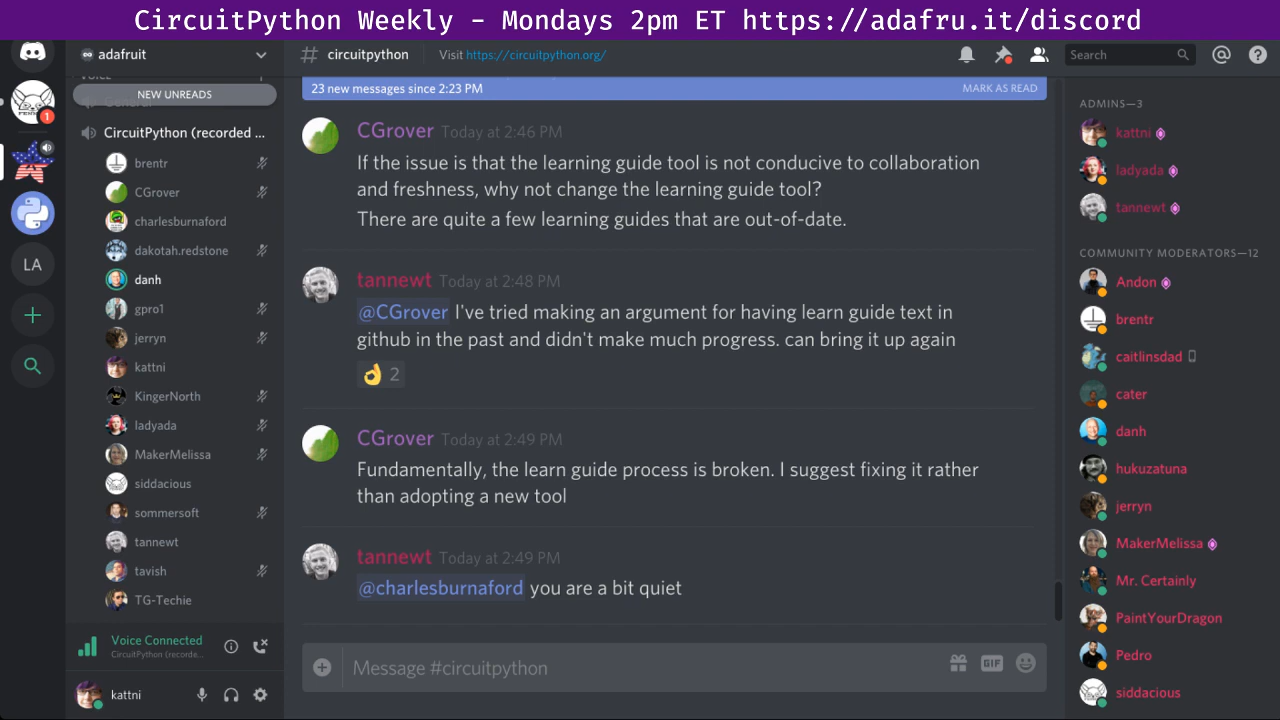 CircuitPython Weekly – Mondays 2pm ET https://adafru.it/discord
adafruit
# circuitpython
Visit https://circuitpython.org/
Search
NEW UNREADS
General
CircuitPython (recorded ...
brentr
CGrover
charlesburnaford
dakotah.redstone
danh
gpro1
jerryn
kattni
KingerNorth
ladyada
MakerMelissa
siddacious
sommersoft
tannewt
tavish
TG-Techie
Voice Connected
CircuitPython (recorde...
kattni
1
LA
23 new messages since 2:23 PM
MARK AS READ
CGrover Today at 2:46 PM
If the issue is that the learning guide tool is not conducive to collaboration
and freshness, why not change the learning guide tool?
There are quite a few learning guides that are out-of-date.
tannewt Today at 2:48 PM
@CGrover I've tried making an argument for having learn guide text in
github in the past and didn't make much progress. can bring it up again
2
CGrover Today at 2:49 PM
Fundamentally, the learn guide process is broken. I suggest fixing it rather
than adopting a new tool
tannewt Today at 2:49 PM
@charlesburnaford you are a bit quiet
Message #circuitpython
GIF
ADMINS—3
kattni
ladyada
tannewt
COMMUNITY MODERATORS—12
Andon
brentr
caitlinsdad
cater
danh
hukuzatuna
jerryn
MakerMelissa
Mr. Certainly
PaintYourDragon
Pedro
siddacious